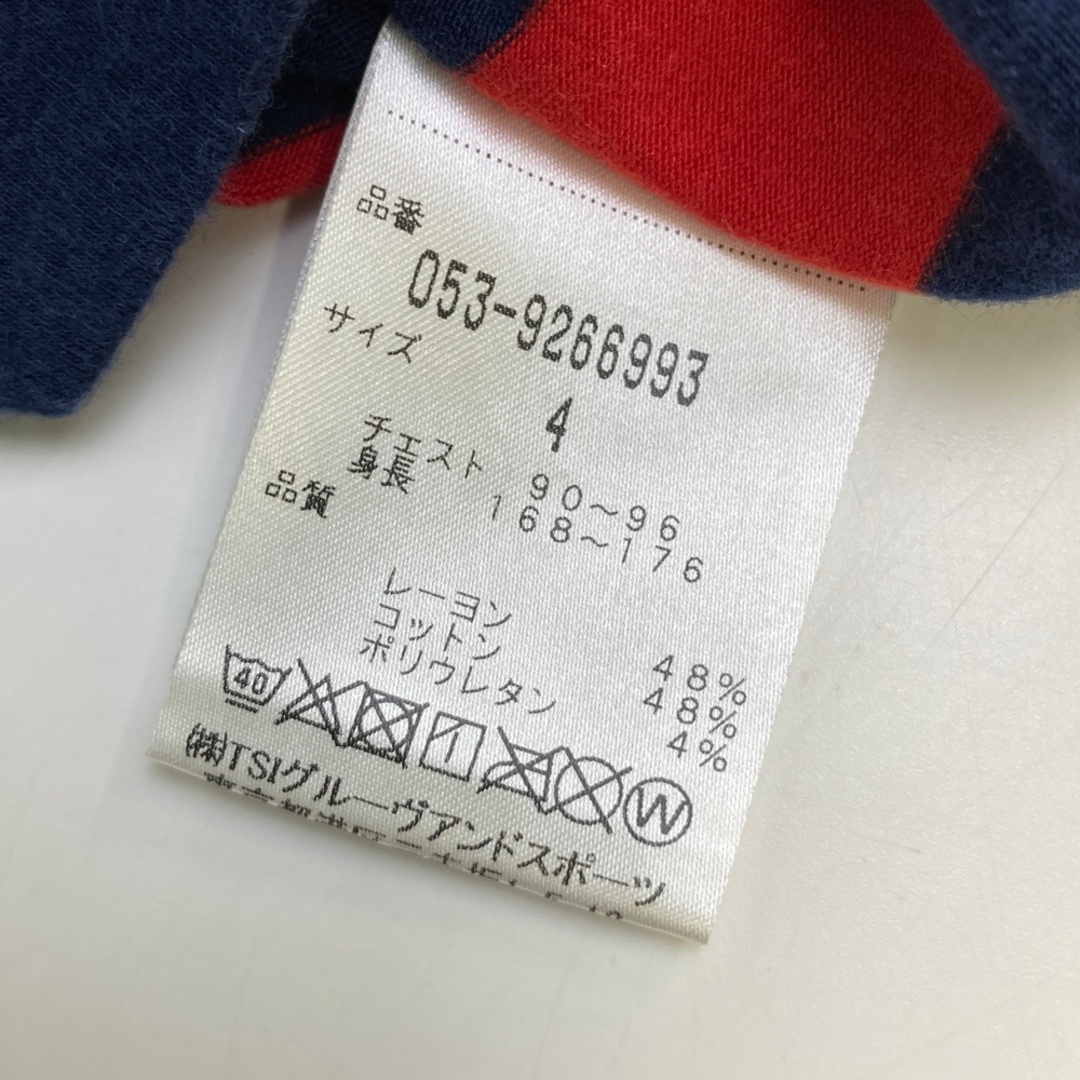 品番
053-9266993
サイズ
4
チェスト 90～96
身長 168～176
品質
レーヨン 48%
コットン 48%
ポリウレタン 4%
40 W
㈱TSIグルーヴアンドスポーツ